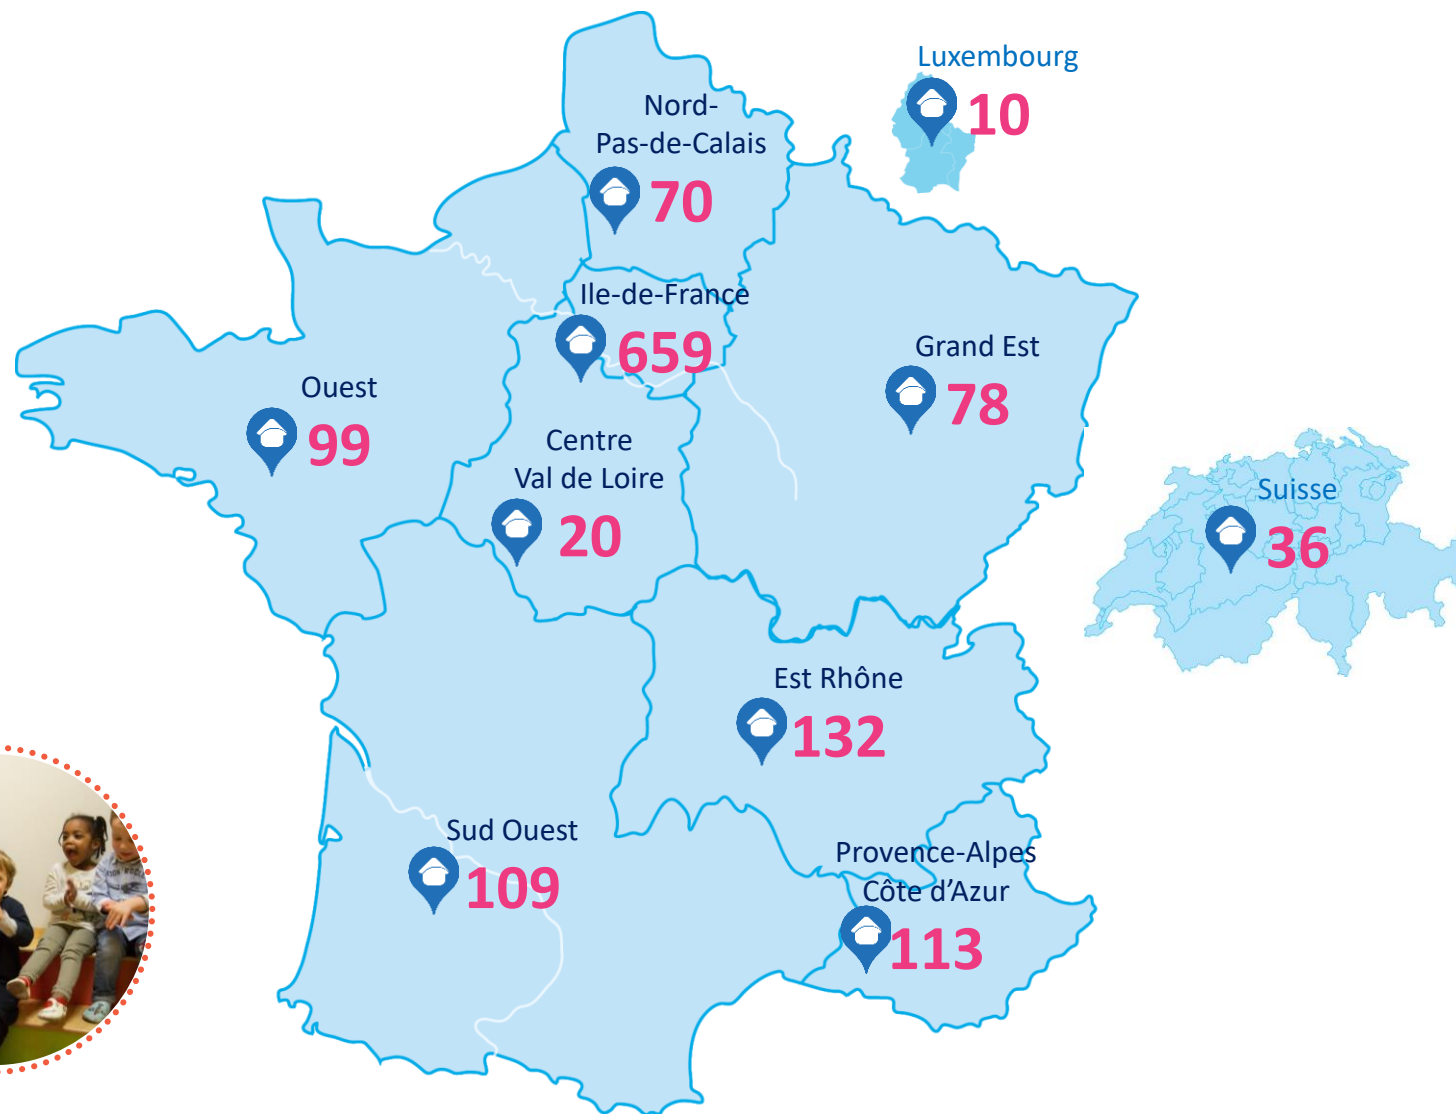 Luxembourg
10
Nord-
Pas-de-Calais
70
Ile-de-France
659
Grand Est
78
Ouest
99
Centre
Val de Loire
20
Suisse
36
Est Rhône
132
Sud Ouest
109
Provence-Alpes
Côte d’Azur
113